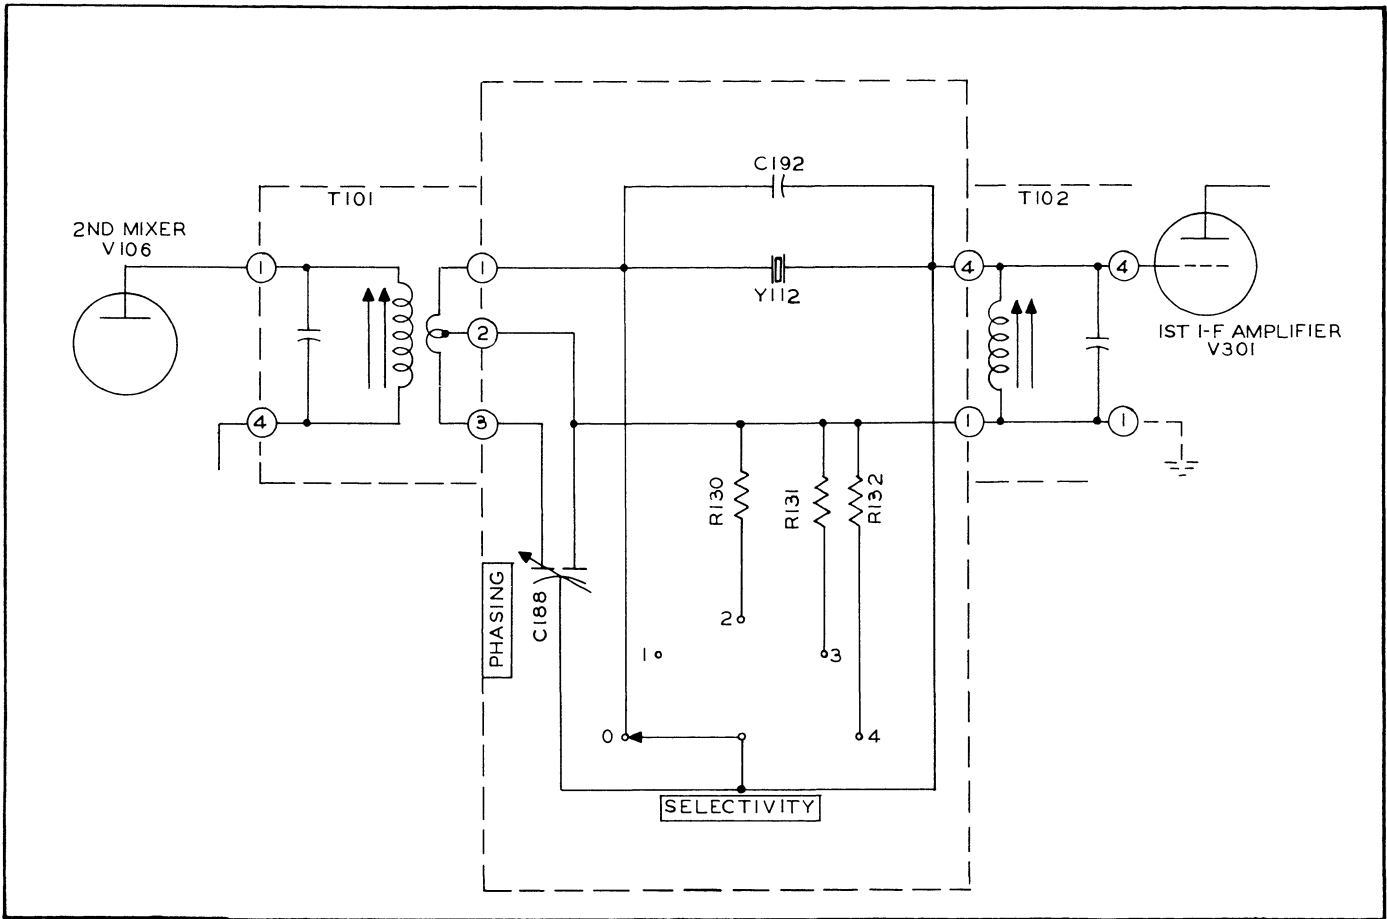 C192
T101
T102
2ND MIXER
V106
1
1
4
4
Y112
2
1ST I-F AMPLIFIER
V301
4
3
1
1
R130
R131
R132
PHASING
C188
2
1
3
0
4
SELECTIVITY